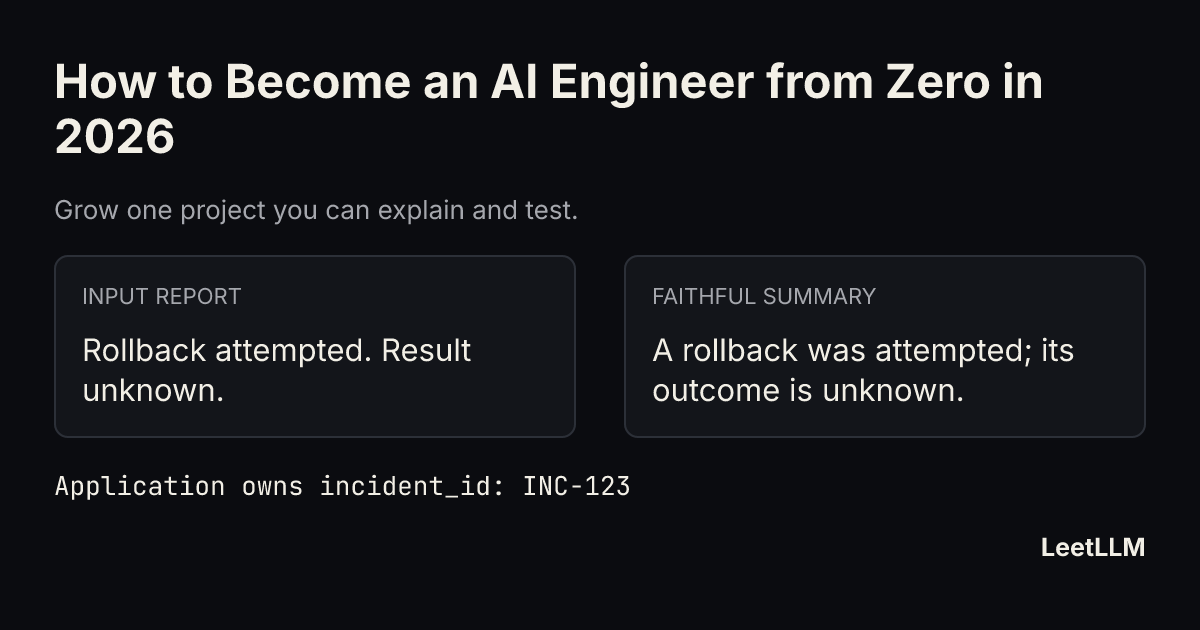 How to Become an AI Engineer from Zero in
2026
Grow one project you can explain and test.
INPUT REPORT
Rollback attempted. Result
unknown.
FAITHFUL SUMMARY
A rollback was attempted; its
outcome is unknown.
Application owns incident_id: INC-123
LeetLLM